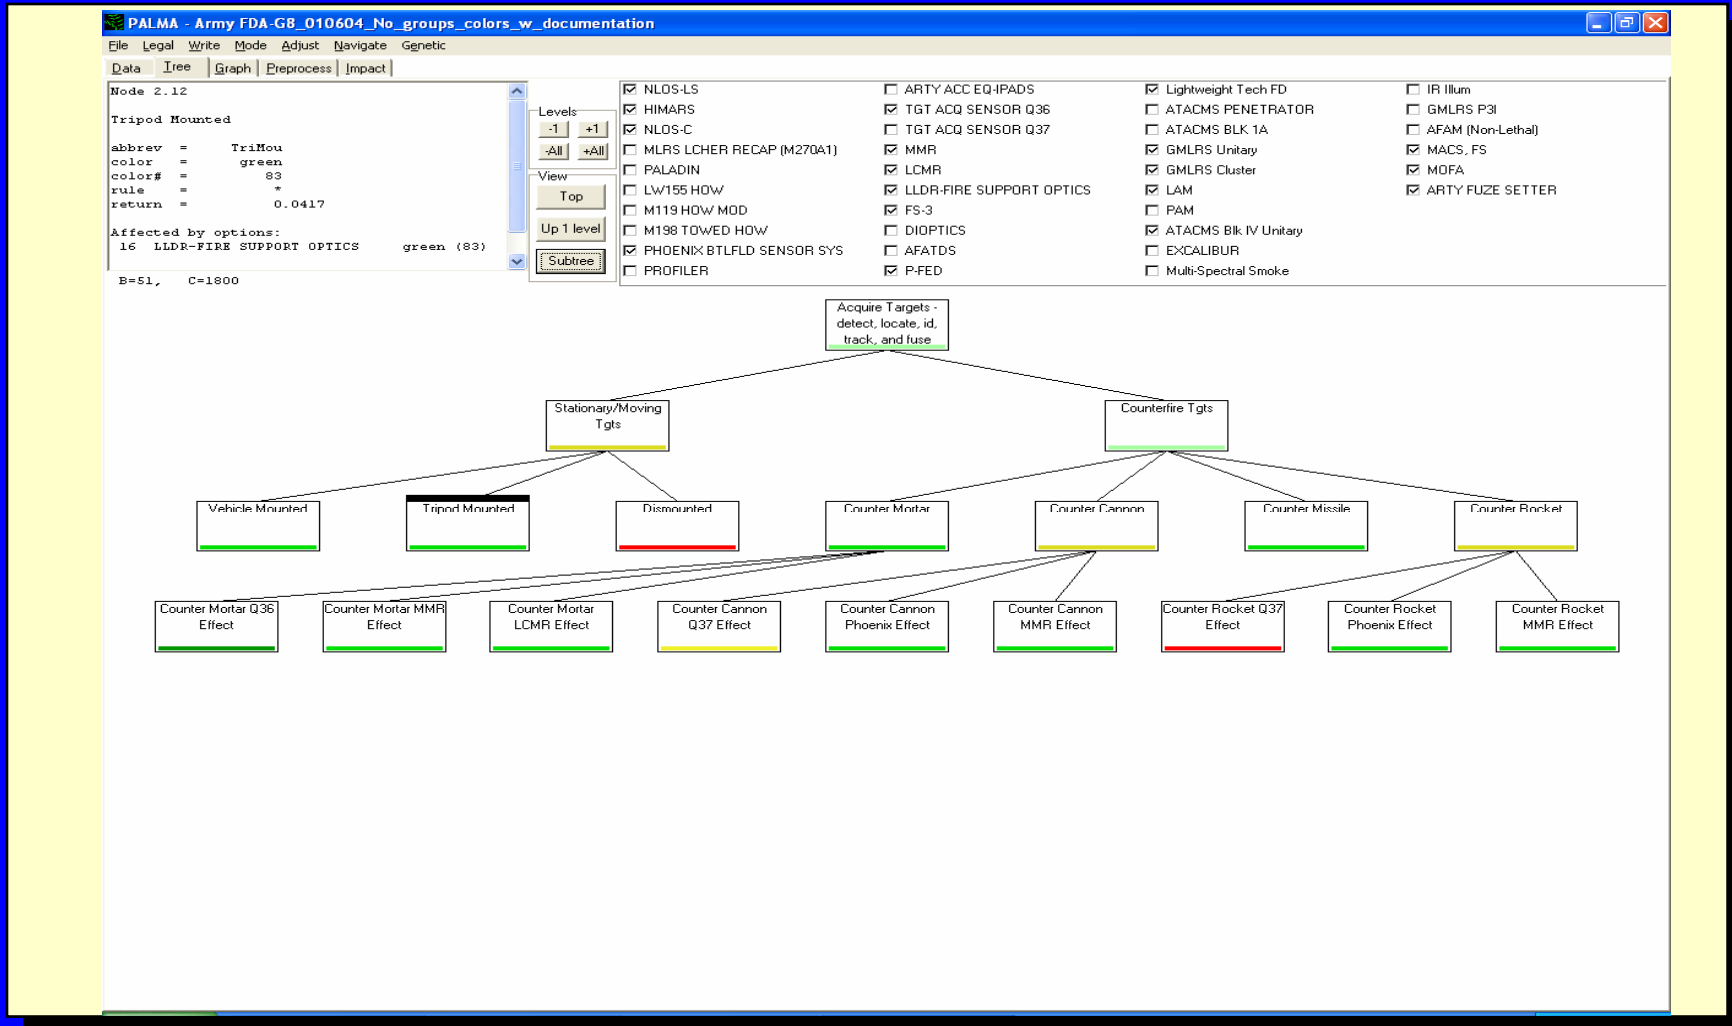 PALMA - Army FDA-G8_010604_No_groups_colors_w_documentation
File Legal Write Mode Adjust Navigate Genetic
Data Tree Graph Preprocess Impact
Node 2.12
Tripod Mounted
abbrev = TriMou
color = green
color# = 83
rule = *
return = 0.0417
Affected by options:
16 LLDR-FIRE SUPPORT OPTICS green (83)
B=51, C=1800
Levels
-1 +1
-All +All
View
Top
Up 1 level
Subtree
NLOS-LS
HIMARS
NLOS-C
MLRS LCHER RECAP (M270A1)
PALADIN
LW155 HOW
M119 HOW MOD
M198 TOWED HOW
PHOENIX BTLFLD SENSOR SYS
PROFILER
ARTY ACC EQ-IPADS
TGT ACQ SENSOR Q36
TGT ACQ SENSOR Q37
MMR
LCMR
LLDR-FIRE SUPPORT OPTICS
FS-3
DIOPTICS
AFATDS
P-FED
Lightweight Tech FD
ATACMS PENETRATOR
ATACMS BLK 1A
GMLRS Unitary
GMLRS Cluster
LAM
PAM
ATACMS Blk IV Unitary
EXCALIBUR
Multi-Spectral Smoke
IR Illum
GMLRS P3I
AFAM (Non-Lethal)
MACS, FS
MOFA
ARTY FUZE SETTER
Acquire Targets -
detect, locate, id,
track, and fuse
Stationary/Moving
Tgts
Counterfire Tgts
Vehicle Mounted
Tripod Mounted
Dismounted
Counter Mortar
Counter Cannon
Counter Missile
Counter Rocket
Counter Mortar Q36
Effect
Counter Mortar MMR
Effect
Counter Mortar
LCMR Effect
Counter Cannon
Q37 Effect
Counter Cannon
Phoenix Effect
Counter Cannon
MMR Effect
Counter Rocket Q37
Effect
Counter Rocket
Phoenix Effect
Counter Rocket
MMR Effect